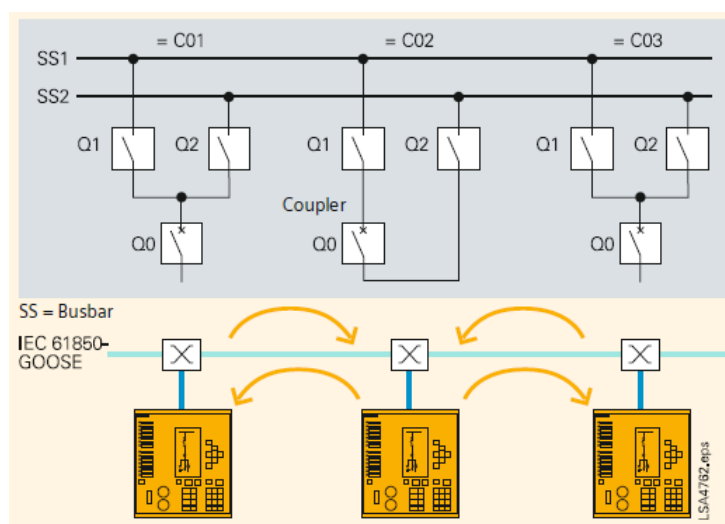 = C01
= C02
= C03
SS1
SS2
Q1
Q2
Q1
Q2
Q1
Q2
Coupler
Q0
Q0
Q0
SS = Busbar
IEC 61850-
GOOSE
LSA4762.eps